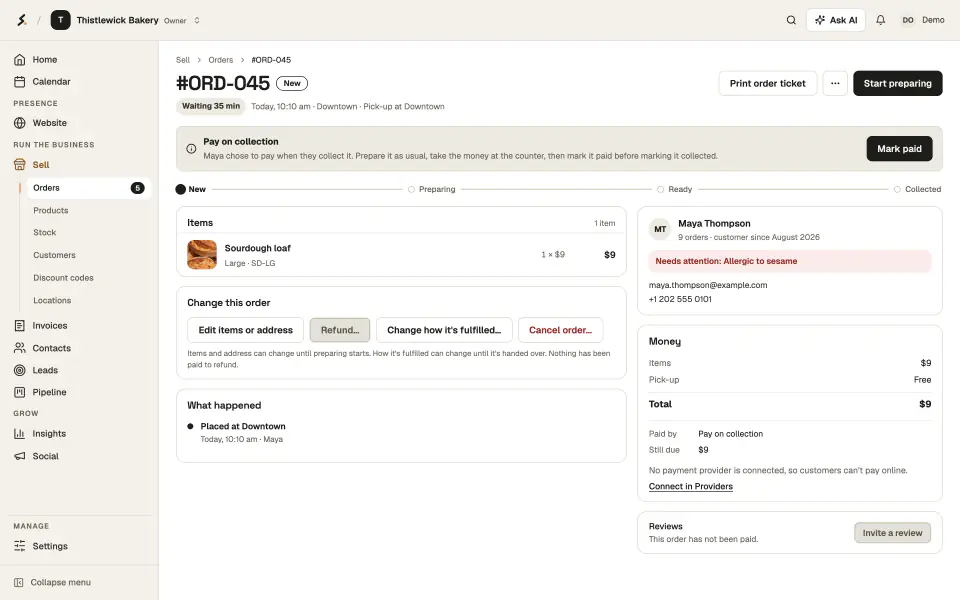 / T Thistlewick Bakery Owner
Ask AI
DO Demo
Home
Calendar
PRESENCE
Website
RUN THE BUSINESS
Sell
Orders 5
Products
Stock
Customers
Discount codes
Locations
Invoices
Contacts
Leads
Pipeline
GROW
Insights
Social
MANAGE
Settings
Collapse menu
Sell > Orders > #ORD-045
#ORD-045 New
Waiting 35 min Today, 10:10 am · Downtown · Pick-up at Downtown
Print order ticket ... Start preparing
Pay on collection
Maya chose to pay when they collect it. Prepare it as usual, take the money at the counter, then mark it paid before marking it collected.
Mark paid
New Preparing Ready Collected
Items 1 item
Sourdough loaf
Large · SD-LG
1 × $9 $9
Change this order
Edit items or address Refund... Change how it's fulfilled... Cancel order...
Items and address can change until preparing starts. How it's fulfilled can change until it's handed over. Nothing has been
paid to refund.
What happened
Placed at Downtown
Today, 10:10 am · Maya
MT Maya Thompson
9 orders · customer since August 2026
Needs attention: Allergic to sesame
maya.thompson@example.com
+1 202 555 0101
Money
Items $9
Pick-up Free
Total $9
Paid by Pay on collection
Still due $9
No payment provider is connected, so customers can't pay online.
Connect in Providers
Reviews
This order has not been paid.
Invite a review